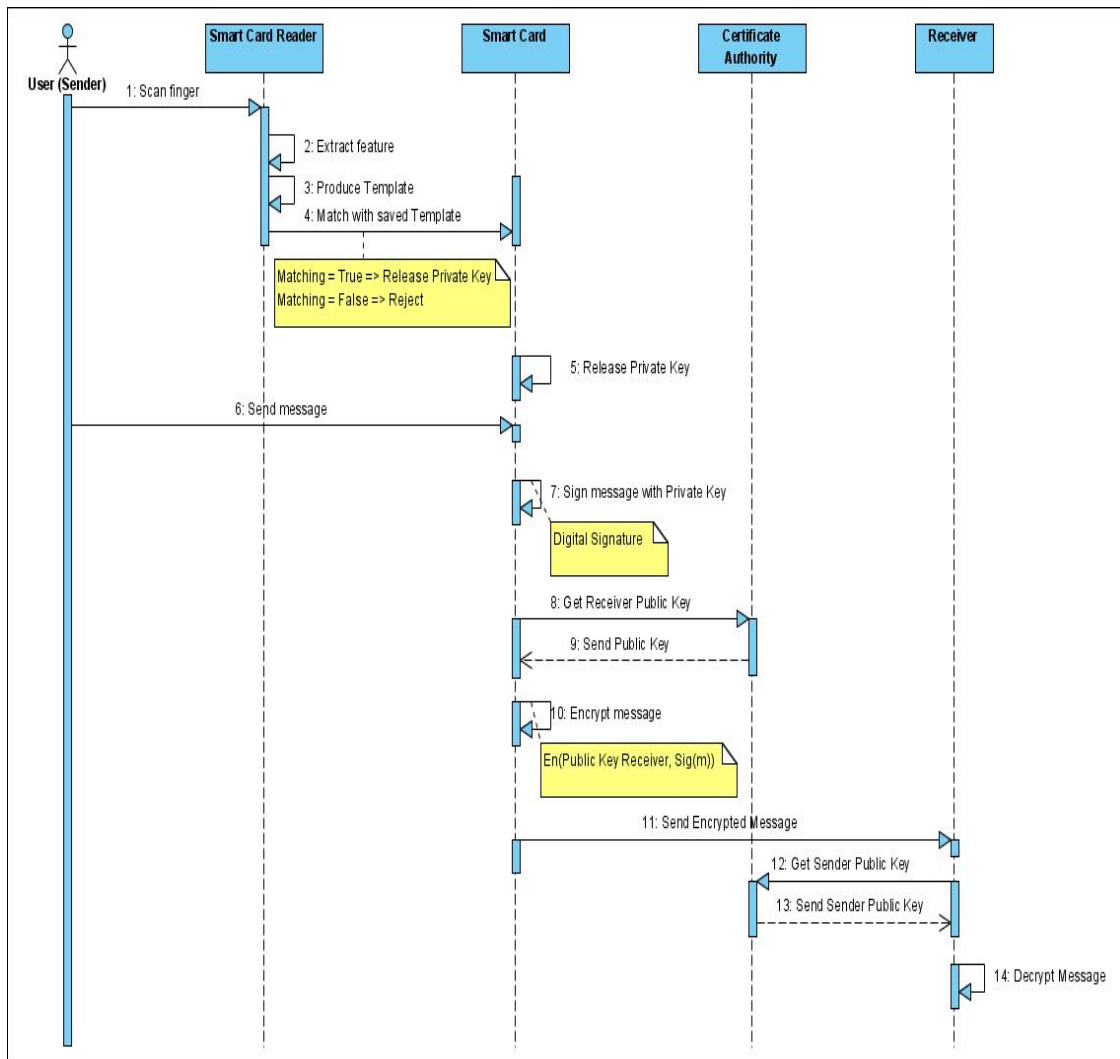 Smart Card Reader
Smart Card
Certificate
Authority
Receiver
User (Sender)
1: Scan finger
2: Extract feature
3: Produce Template
4: Match with saved Template
Matching = True => Release Private Key
Matching = False => Reject
5: Release Private Key
6: Send message
7: Sign message with Private Key
Digital Signature
8: Get Receiver Public Key
9: Send Public Key
10: Encrypt message
En(Public Key Receiver, Sig(m))
11: Send Encrypted Message
12: Get Sender Public Key
13: Send Sender Public Key
14: Decrypt Message